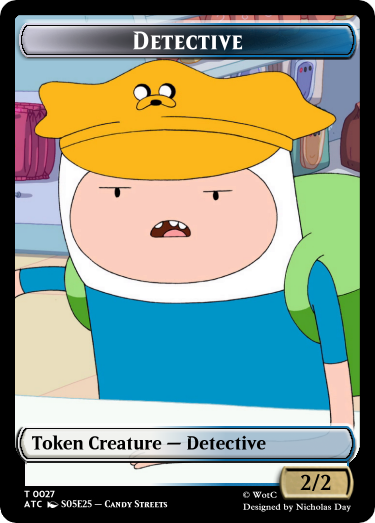 Detective
Token Creature — Detective
2/2
T 0027
ATC S05E25 — Candy Streets
© WotC
Designed by Nicholas Day